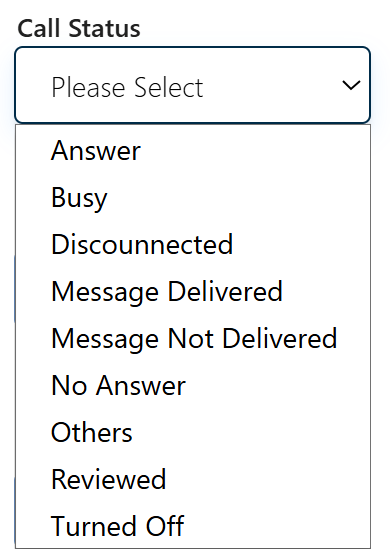 Call Status
Please Select
Answer
Busy
Discounnected
Message Delivered
Message Not Delivered
No Answer
Others
Reviewed
Turned Off